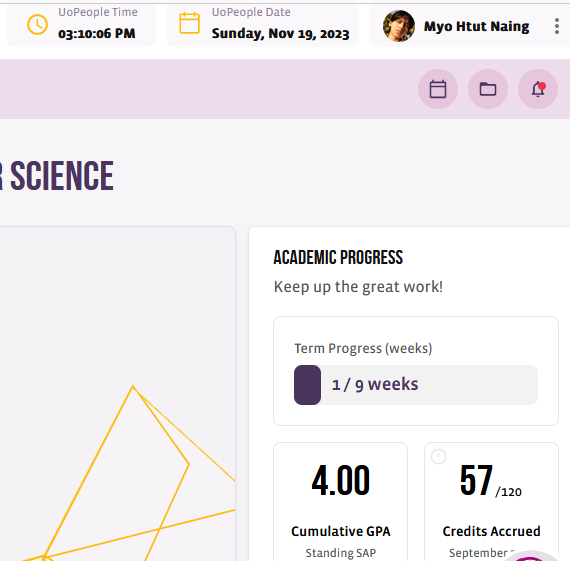 UoPeople Time
03:10:06 PM
UoPeople Date
Sunday, Nov 19, 2023
Myo Htut Naing
SCIENCE
ACADEMIC PROGRESS
Keep up the great work!
Term Progress (weeks)
1 / 9 weeks
4.00
57/120
Cumulative GPA
Credits Accrued
Standing SAP
September